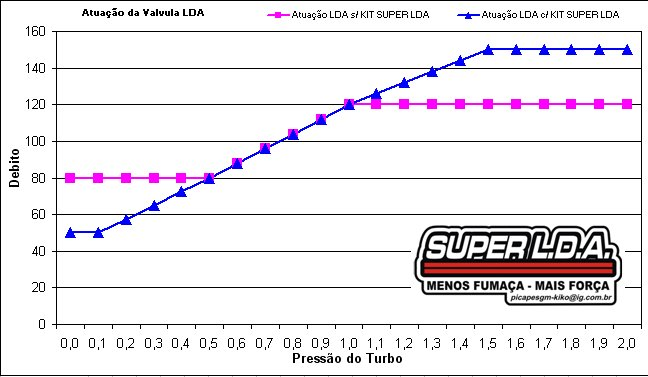 Atuação da Valvula LDA
Atuação LDA s/ KIT SUPER LDA
Atuação LDA c/ KIT SUPER LDA
Debito
160
140
120
100
80
60
40
20
0
0,0 0,1 0,2 0,3 0,4 0,5 0,6 0,7 0,8 0,9 1,0 1,1 1,2 1,3 1,4 1,5 1,6 1,7 1,8 1,9 2,0
Pressão do Turbo
SUPER L.D.A.
MENOS FUMAÇA - MAIS FORÇA
picapesgm-kiko@ig.com.br